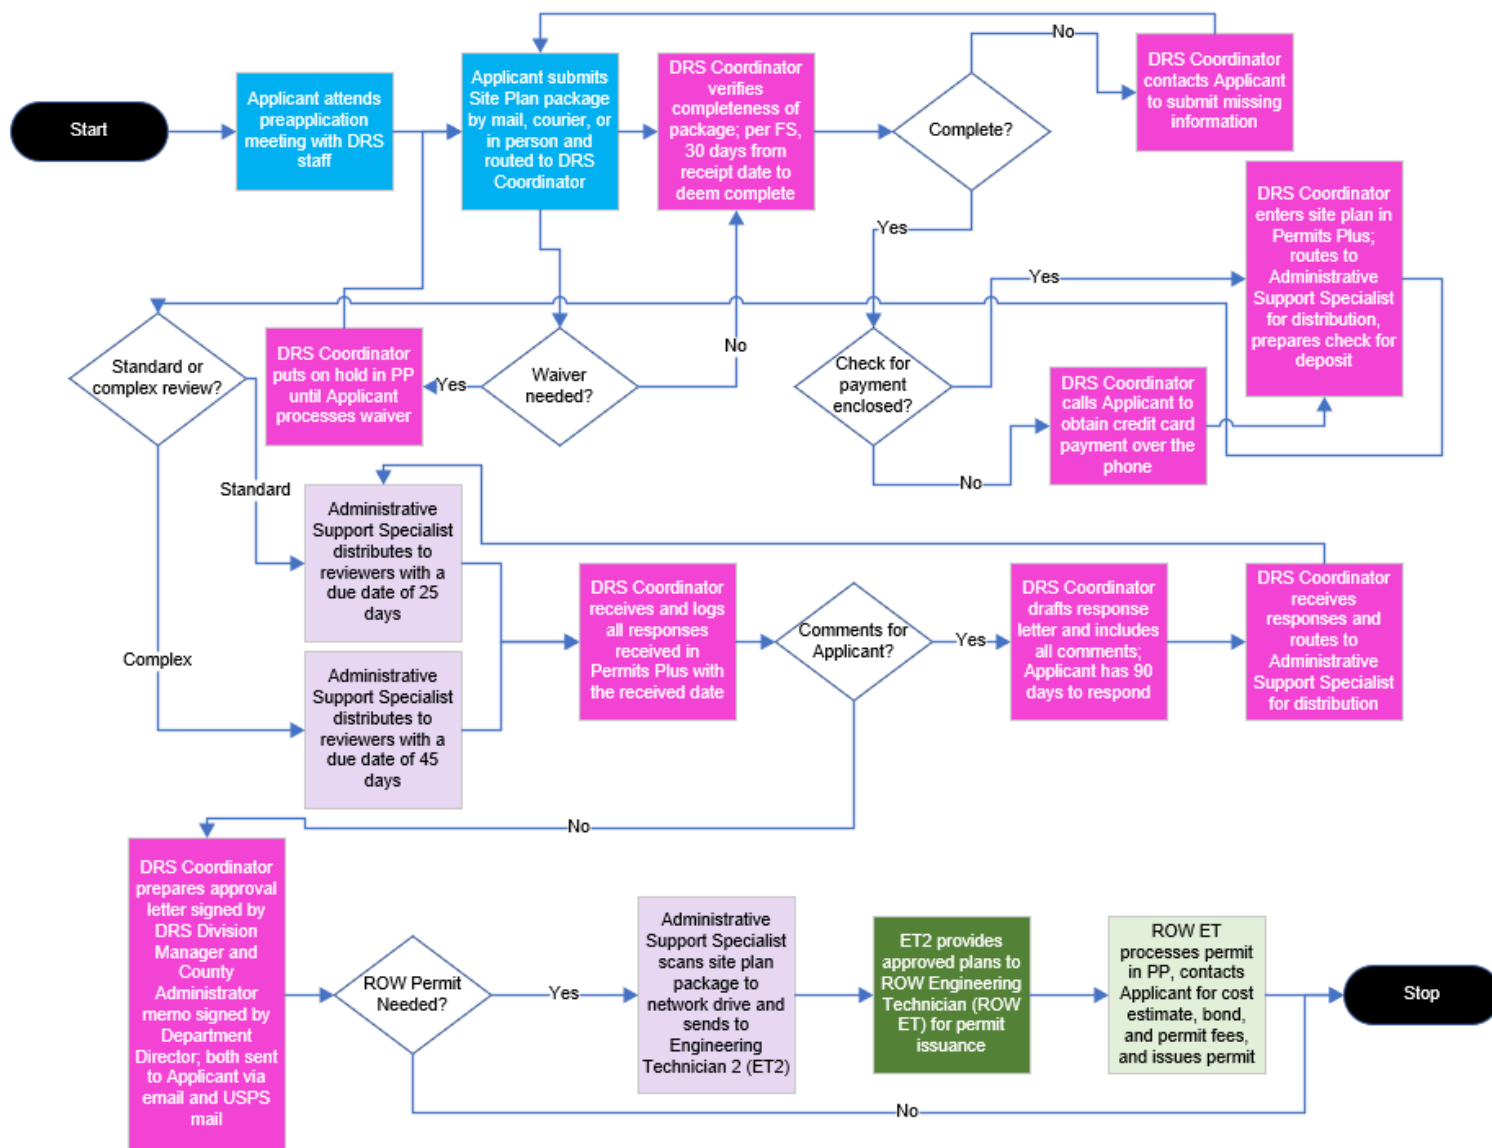 Start
Applicant attends
preapplication
meeting with DRS
staff
Applicant submits
Site Plan package
by mail, courier, or
in person and
routed to DRS
Coordinator
DRS Coordinator
verifies
completeness of
package; per FS,
30 days from
receipt date to
deem complete
Complete?
No
DRS Coordinator
contacts Applicant
to submit missing
information
Yes
DRS Coordinator
enters site plan in
Permits Plus;
routes to
Administrative
Support Specialist
for distribution,
prepares check for
deposit
Yes
Standard or
complex review?
DRS Coordinator
puts on hold in PP
until Applicant
processes waiver
Yes
Waiver
needed?
No
Check for
payment
enclosed?
No
DRS Coordinator
calls Applicant to
obtain credit card
payment over the
phone
Standard
Complex
Administrative
Support Specialist
distributes to
reviewers with a
due date of 25
days
Administrative
Support Specialist
distributes to
reviewers with a
due date of 45
days
DRS Coordinator
receives and logs
all responses
received in
Permits Plus with
the received date
Comments for
Applicant?
Yes
DRS Coordinator
drafts response
letter and includes
all comments;
Applicant has 90
days to respond
DRS Coordinator
receives
responses and
routes to
Administrative
Support Specialist
for distribution
No
DRS Coordinator
prepares approval
letter signed by
DRS Division
Manager and
County
Administrator
memo signed by
Department
Director; both sent
to Applicant via
email and USPS
mail
ROW Permit
Needed?
Yes
Administrative
Support Specialist
scans site plan
package to
network drive and
sends to
Engineering
Technician 2 (ET2)
ET2 provides
approved plans to
ROW Engineering
Technician (ROW
ET) for permit
issuance
ROW ET
processes permit
in PP, contacts
Applicant for cost
estimate, bond,
and permit fees,
and issues permit
Stop
No